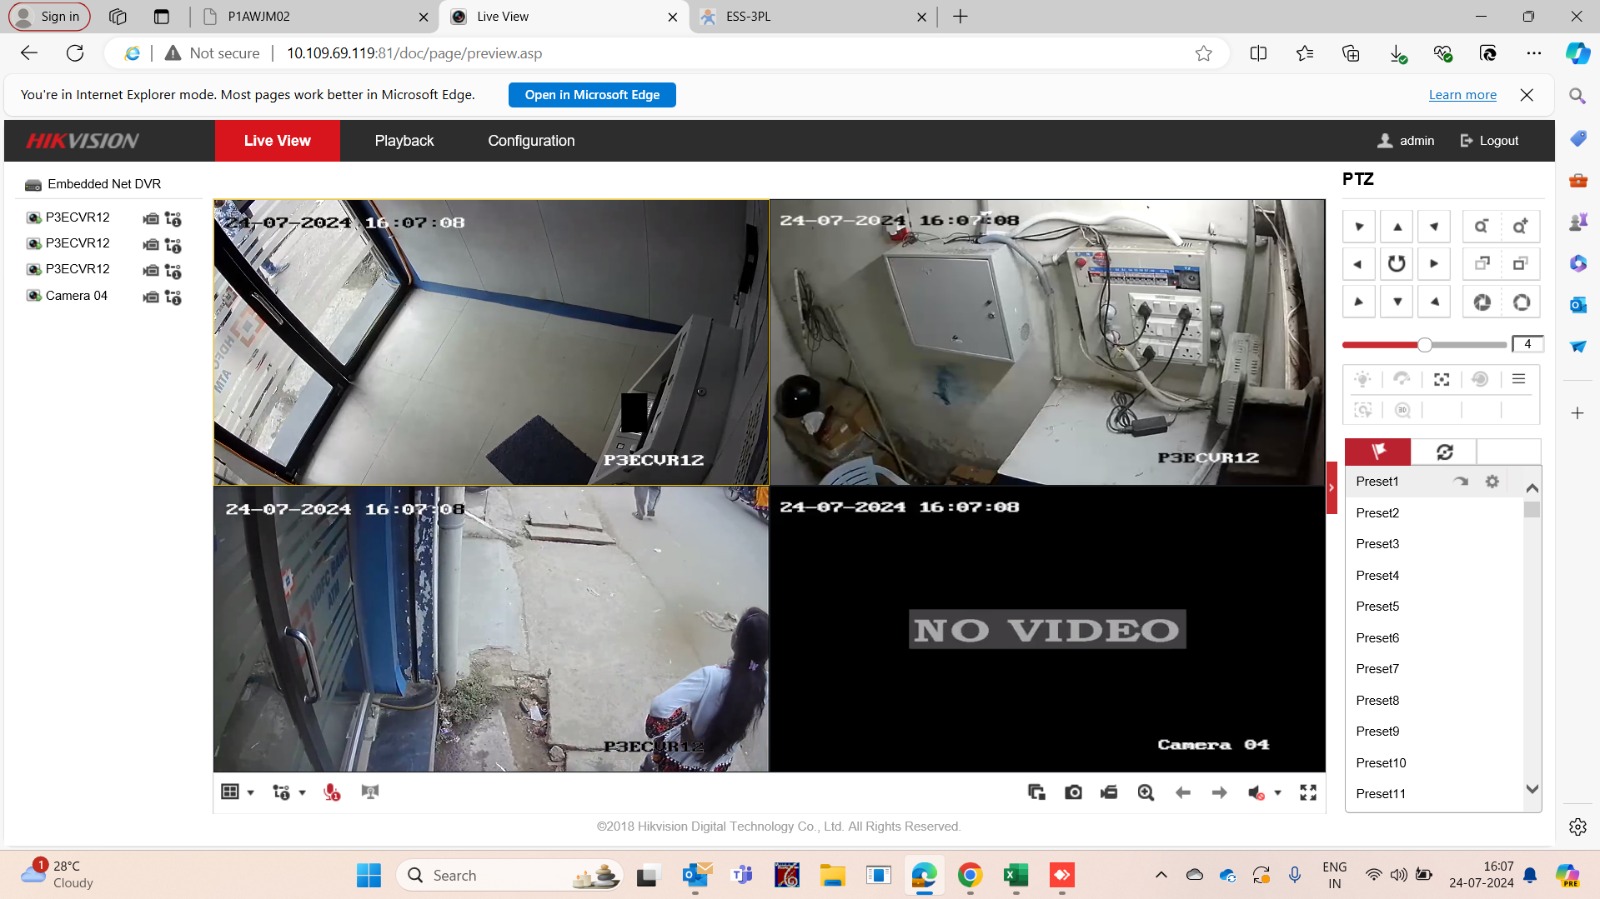 Sign in
P1AWJM02
Live View
ESS-3PL
Not secure
10.109.69.119:81/doc/page/preview.asp
You're in Internet Explorer mode. Most pages work better in Microsoft Edge.
Open in Microsoft Edge
Learn more
HIKVISION
Live View
Playback
Configuration
admin
Logout
Embedded Net DVR
P3ECVR12
P3ECVR12
P3ECVR12
Camera 04
24-07-2024 16:07:08
P3ECVR12
24-07-2024 16:07:08
P3ECVR12
24-07-2024 16:07:08
P3ECVR12
24-07-2024 16:07:08
NO VIDEO
Camera 04
PTZ
4
Preset1
Preset2
Preset3
Preset4
Preset5
Preset6
Preset7
Preset8
Preset9
Preset10
Preset11
©2018 Hikvision Digital Technology Co., Ltd. All Rights Reserved.
1
28°C
Cloudy
Search
ENG
IN
16:07
24-07-2024
PRE